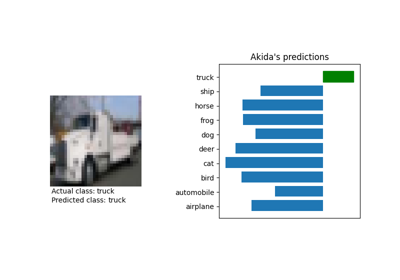 Akida's predictions
truck
ship
horse
frog
dog
deer
cat
bird
automobile
airplane
Actual class: truck
Predicted class: truck